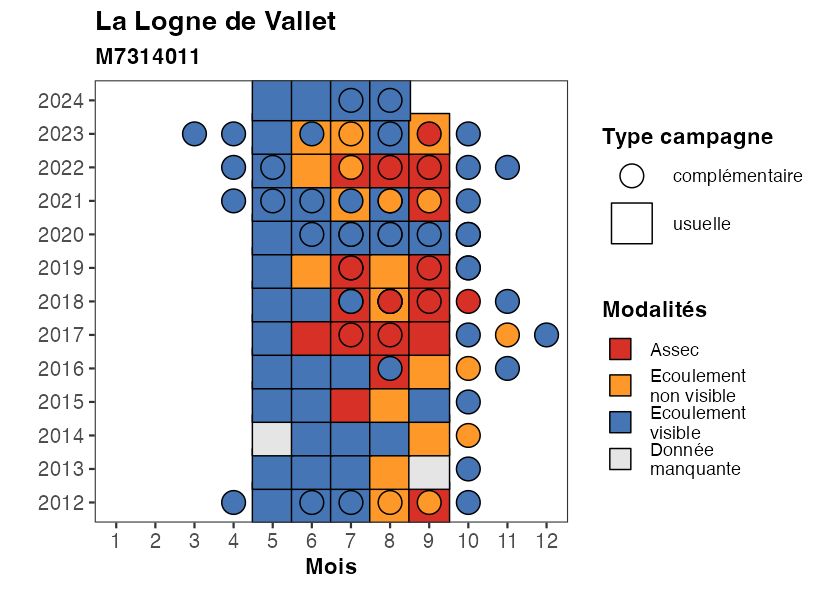 La Logne de Vallet
M7314011
2024
2023
2022
2021
2020
2019
2018
2017
2016
2015
2014
2013
2012
1 2 3 4 5 6 7 8 9 10 11 12
Mois
Type campagne
complémentaire
usuelle
Modalités
Assec
Ecoulement
non visible
Ecoulement
visible
Donnée
manquante